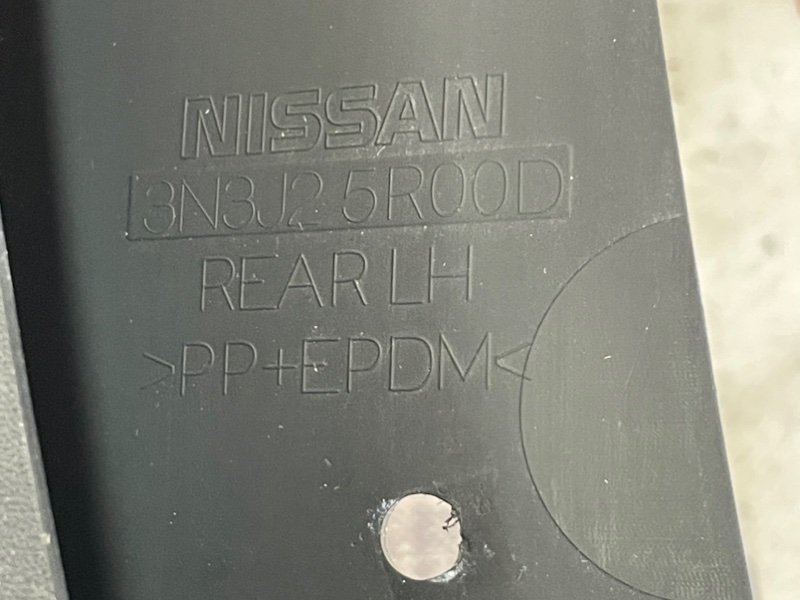 NISSAN
3N3J2 5R00D
REAR LH
>PP+EPDM<